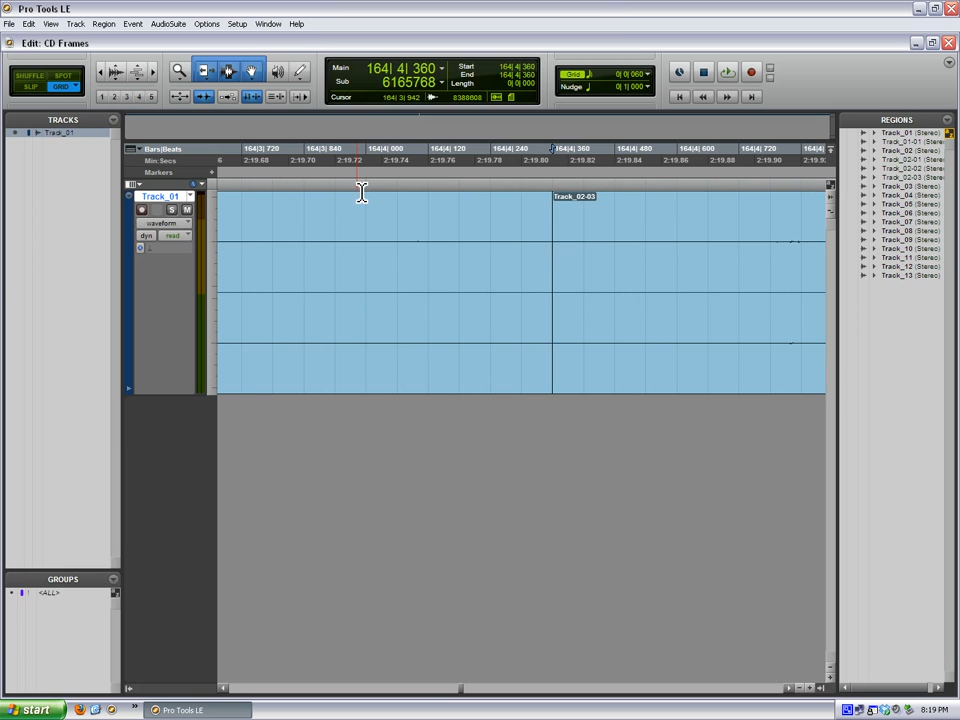 Pro Tools LE
File Edit View Track Region Event AudioSuite Options Setup Window Help
Edit: CD Frames
SHUFFLE SPOT
SLIP GRID
1 2 3 4 5
Main 164| 4| 360
Sub 6165768
Start 164| 4| 360
End 164| 4| 360
Length 0| 0| 000
Cursor 164| 3| 942 8388608
Grid 0| 0| 060
Nudge 0| 1| 000
TRACKS
Track_01
REGIONS
Track_01 (Stereo)
Track_01-01 (Stereo)
Track_02 (Stereo)
Track_02-01 (Stereo)
Track_02-02 (Stereo)
Track_02-03 (Stereo)
Track_03 (Stereo)
Track_04 (Stereo)
Track_05 (Stereo)
Track_06 (Stereo)
Track_07 (Stereo)
Track_08 (Stereo)
Track_09 (Stereo)
Track_10 (Stereo)
Track_11 (Stereo)
Track_12 (Stereo)
Track_13 (Stereo)
Bars|Beats 6 164|3| 720 164|3| 840 164|4| 000 164|4| 120 164|4| 240 164|4| 360 164|4| 480 164|4| 600 164|4| 720 164|4|
Min:Secs 2:19.68 2:19.70 2:19.72 2:19.74 2:19.76 2:19.78 2:19.80 2:19.82 2:19.84 2:19.86 2:19.88 2:19.90 2:19.9
Markers
Track_01
S M
waveform
dyn read
Track_02-03
GROUPS
<ALL>
start
Pro Tools LE
8:19 PM